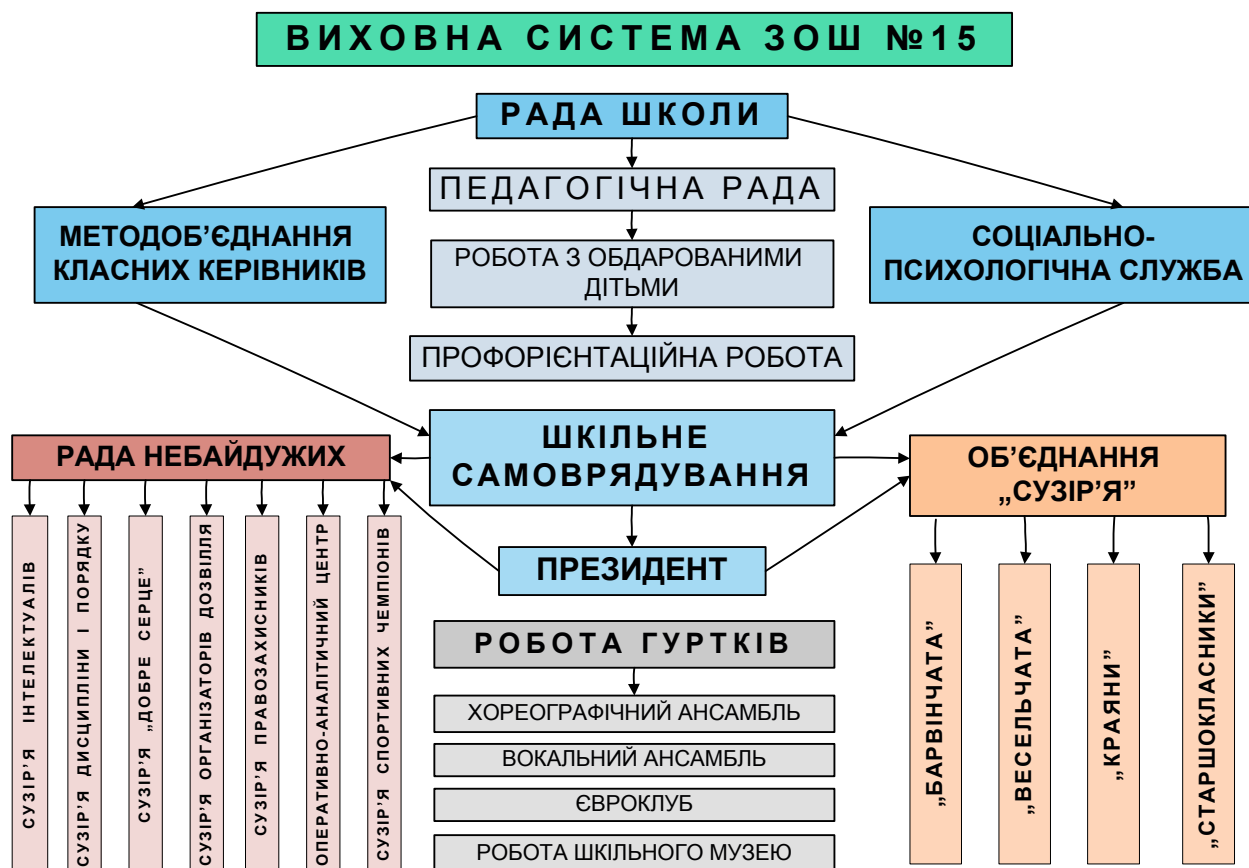 ВИХОВНА СИСТЕМА ЗОШ №15
РАДА ШКОЛИ
ПЕДАГОГІЧНА РАДА
МЕТОДОБ’ЄДНАННЯ
КЛАСНИХ КЕРІВНИКІВ
РОБОТА З ОБДАРОВАНИМИ
ДІТЬМИ
СОЦІАЛЬНО-
ПСИХОЛОГІЧНА СЛУЖБА
ПРОФОРІЄНТАЦІЙНА РОБОТА
ШКІЛЬНЕ
САМОВРЯДУВАННЯ
РАДА НЕБАЙДУЖИХ
ОБ’ЄДНАННЯ
„СУЗІР’Я”
ПРЕЗИДЕНТ
СУЗІР’Я ІНТЕЛЕКТУАЛІВ
СУЗІР’Я ДИСЦИПЛІНИ І ПОРЯДКУ
СУЗІР’Я „ДОБРЕ СЕРЦЕ”
СУЗІР’Я ОРГАНІЗАТОРІВ ДОЗВІЛЛЯ
СУЗІР’Я ПРАВОЗАХИСНИКІВ
ОПЕРАТИВНО-АНАЛІТИЧНИЙ ЦЕНТР
СУЗІР’Я СПОРТИВНИХ ЧЕМПІОНІВ
РОБОТА ГУРТКІВ
ХОРЕОГРАФІЧНИЙ АНСАМБЛЬ
ВОКАЛЬНИЙ АНСАМБЛЬ
ЄВРОКЛУБ
РОБОТА ШКІЛЬНОГО МУЗЕЮ
„БАРВІНЧАТА”
„ВЕСЕЛЬЧАТА”
„КРАЯНИ”
„СТАРШОКЛАСНИКИ”